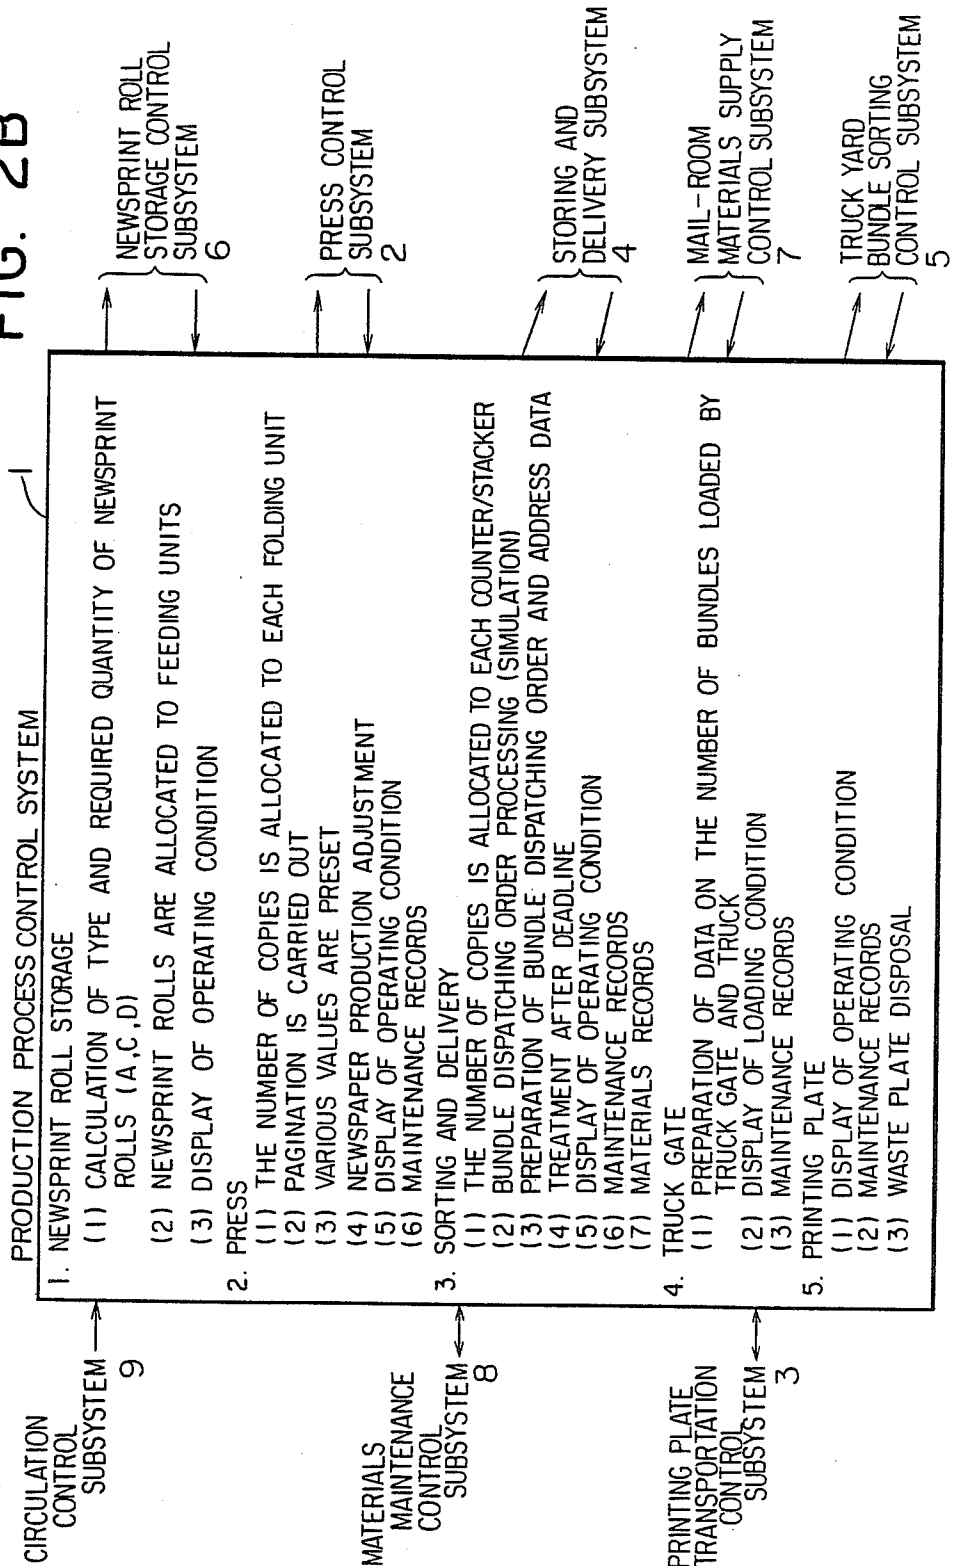 FIG. 2B
PRODUCTION PROCESS CONTROL SYSTEM
1
1. NEWSPRINT ROLL STORAGE
(1) CALCULATION OF TYPE AND REQUIRED QUANTITY OF NEWSPRINT
ROLLS (A,C,D)
(2) NEWSPRINT ROLLS ARE ALLOCATED TO FEEDING UNITS
(3) DISPLAY OF OPERATING CONDITION
2. PRESS
(1) THE NUMBER OF COPIES IS ALLOCATED TO EACH FOLDING UNIT
(2) PAGINATION IS CARRIED OUT
(3) VARIOUS VALUES ARE PRESET
(4) NEWSPAPER PRODUCTION ADJUSTMENT
(5) DISPLAY OF OPERATING CONDITION
(6) MAINTENANCE RECORDS
3. SORTING AND DELIVERY
(1) THE NUMBER OF COPIES IS ALLOCATED TO EACH COUNTER/STACKER
(2) BUNDLE DISPATCHING ORDER PROCESSING (SIMULATION)
(3) PREPARATION OF BUNDLE DISPATCHING ORDER AND ADDRESS DATA
(4) TREATMENT AFTER DEADLINE
(5) DISPLAY OF OPERATING CONDITION
(6) MAINTENANCE RECORDS
(7) MATERIALS RECORDS
4. TRUCK GATE
(1) PREPARATION OF DATA ON THE NUMBER OF BUNDLES LOADED BY
TRUCK GATE AND TRUCK
(2) DISPLAY OF LOADING CONDITION
(3) MAINTENANCE RECORDS
5. PRINTING PLATE
(1) DISPLAY OF OPERATING CONDITION
(2) MAINTENANCE RECORDS
(3) WASTE PLATE DISPOSAL
CIRCULATION
CONTROL
SUBSYSTEM
9
MATERIALS
MAINTENANCE
CONTROL
SUBSYSTEM
8
PRINTING PLATE
TRANSPORTATION
CONTROL
SUBSYSTEM
3
NEWSPRINT ROLL
STORAGE CONTROL
SUBSYSTEM
6
PRESS CONTROL
SUBSYSTEM
2
STORING AND
DELIVERY SUBSYSTEM
4
MAIL-ROOM
MATERIALS SUPPLY
CONTROL SUBSYSTEM
7
TRUCK YARD
BUNDLE SORTING
CONTROL SUBSYSTEM
5